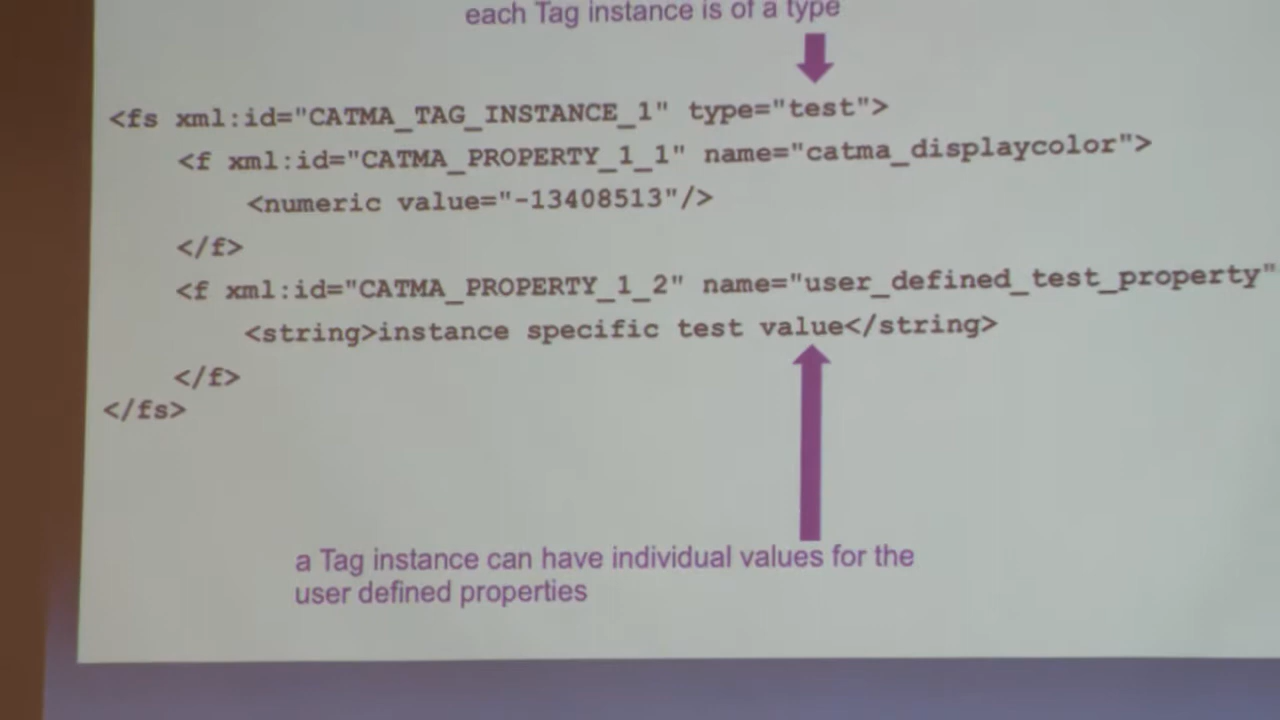 each Tag instance is of a type
<fs xml:id="CATMA_TAG_INSTANCE_1" type="test">
<f xml:id="CATMA_PROPERTY_1_1" name="catma_displaycolor">
<numeric value="-13408513"/>
</f>
<f xml:id="CATMA_PROPERTY_1_2" name="user_defined_test_property"
<string>instance specific test value</string>
</f>
</fs>
a Tag instance can have individual values for the
user defined properties